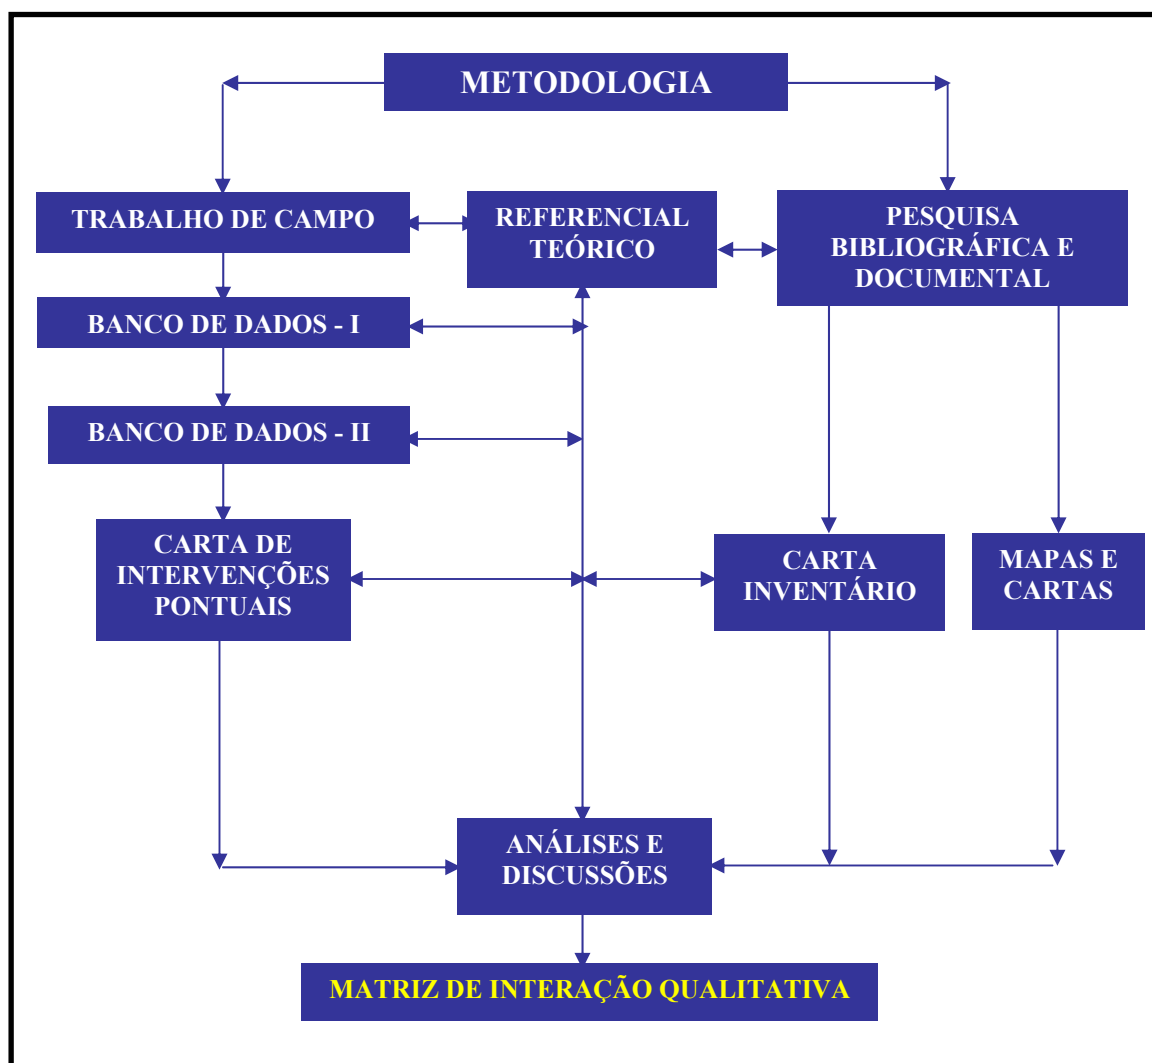 METODOLOGIA
TRABALHO DE CAMPO
REFERENCIAL
TEÓRICO
PESQUISA
BIBLIOGRÁFICA E
DOCUMENTAL
BANCO DE DADOS - I
BANCO DE DADOS - II
CARTA DE
INTERVENÇÕES
PONTUAIS
CARTA
INVENTÁRIO
MAPAS E
CARTAS
ANÁLISES E
DISCUSSÕES
MATRIZ DE INTERAÇÃO QUALITATIVA